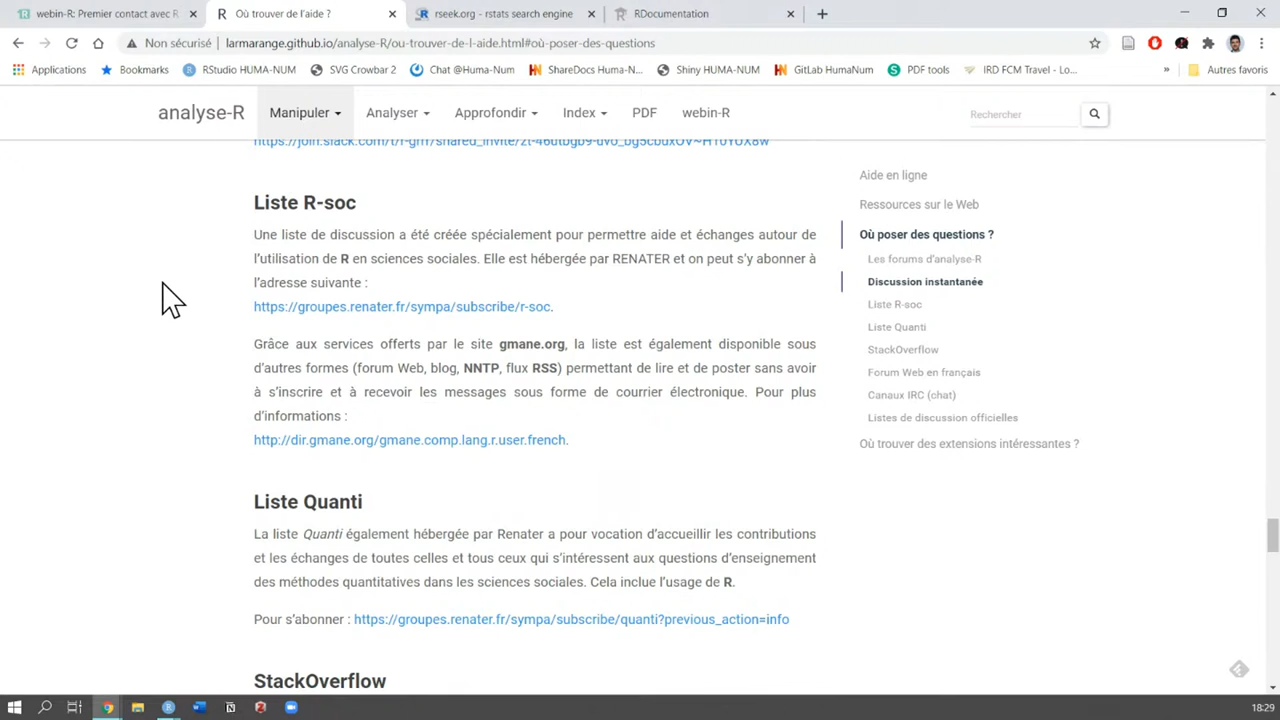 webin-R: Premier contact avec R
Où trouver de l'aide ?
rseek.org - rstats search engine
RDocumentation
Non sécurisé
larmarange.github.io/analyse-R/ou-trouver-de-l-aide.html#où-poser-des-questions
Applications
Bookmarks
RStudio HUMA-NUM
SVG Crowbar 2
Chat @Huma-Num
ShareDocs Huma-N...
Shiny HUMA-NUM
GitLab HumaNum
PDF tools
IRD FCM Travel - Lo...
»
Autres favoris
analyse-R
Manipuler
Analyser
Approfondir
Index
PDF
webin-R
Rechercher
Liste R-soc
Une liste de discussion a été créée spécialement pour permettre aide et échanges autour de
l'utilisation de R en sciences sociales. Elle est hébergée par RENATER et on peut s'y abonner à
l'adresse suivante :
https://groupes.renater.fr/sympa/subscribe/r-soc.
Grâce aux services offerts par le site gmane.org, la liste est également disponible sous
d'autres formes (forum Web, blog, NNTP, flux RSS) permettant de lire et de poster sans avoir
à s'inscrire et à recevoir les messages sous forme de courrier électronique. Pour plus
d'informations :
http://dir.gmane.org/gmane.comp.lang.r.user.french.
Liste Quanti
La liste Quanti également hébergée par Renater a pour vocation d'accueillir les contributions
et les échanges de toutes celles et tous ceux qui s'intéressent aux questions d'enseignement
des méthodes quantitatives dans les sciences sociales. Cela inclue l'usage de R.
Pour s'abonner : https://groupes.renater.fr/sympa/subscribe/quanti?previous_action=info
StackOverflow
Aide en ligne
Ressources sur le Web
Où poser des questions ?
Les forums d'analyse-R
Discussion instantanée
Liste R-soc
Liste Quanti
StackOverflow
Forum Web en français
Canaux IRC (chat)
Listes de discussion officielles
Où trouver des extensions intéressantes ?
18:29